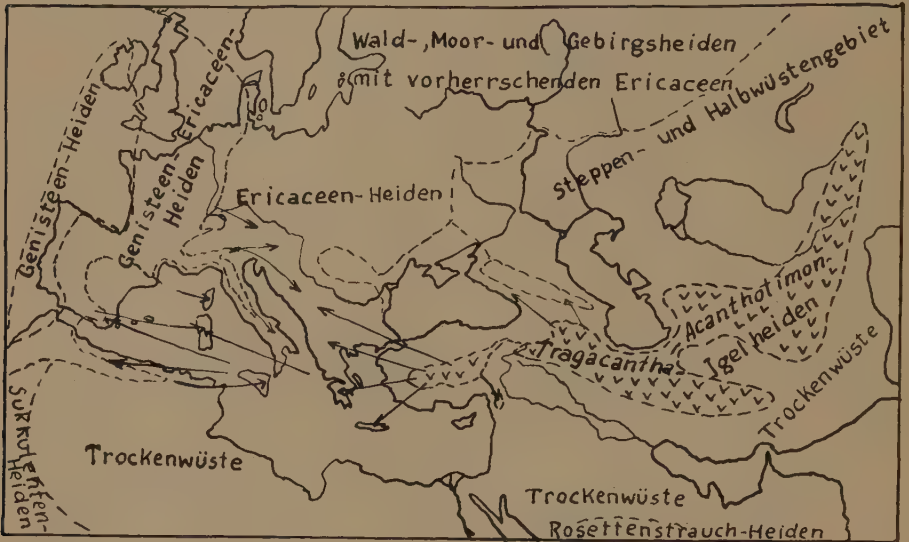 Wald-, Moor- und Gebirgsheiden
mit vorherrschenden Ericaceen
Steppen- und Halbwüstengebiet
Genisteen-Heiden
Genisteen-Ericaceen-
Heiden
Ericaceen-Heiden
Acantholimon-
Igelheiden
Tragacantha
Trockenwüste
Sukkulenten-
Heiden
Trockenwüste
Trockenwüste
Rosettenstrauch-Heiden